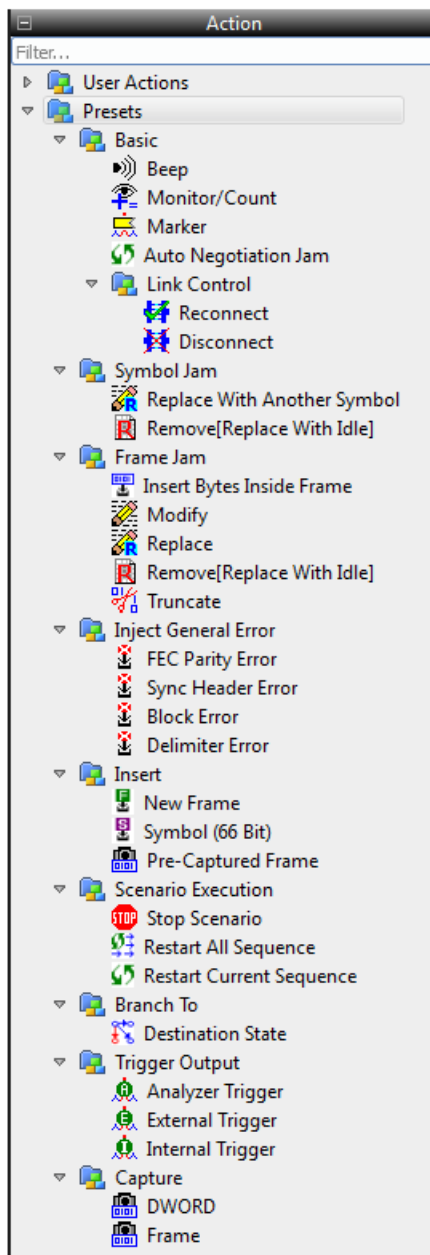 Action
Filter...
User Actions
Presets
Basic
Beep
Monitor/Count
Marker
Auto Negotiation Jam
Link Control
Reconnect
Disconnect
Symbol Jam
Replace With Another Symbol
Remove[Replace With Idle]
Frame Jam
Insert Bytes Inside Frame
Modify
Replace
Remove[Replace With Idle]
Truncate
Inject General Error
FEC Parity Error
Sync Header Error
Block Error
Delimiter Error
Insert
New Frame
Symbol (66 Bit)
Pre-Captured Frame
Scenario Execution
STOP Stop Scenario
Restart All Sequence
Restart Current Sequence
Branch To
Destination State
Trigger Output
A Analyzer Trigger
E External Trigger
I Internal Trigger
Capture
DWORD
Frame